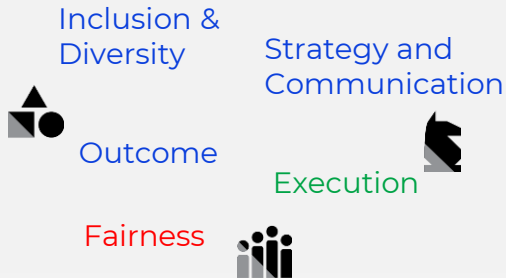 Inclusion &
Diversity
Strategy and
Communication
Outcome
Execution
Fairness